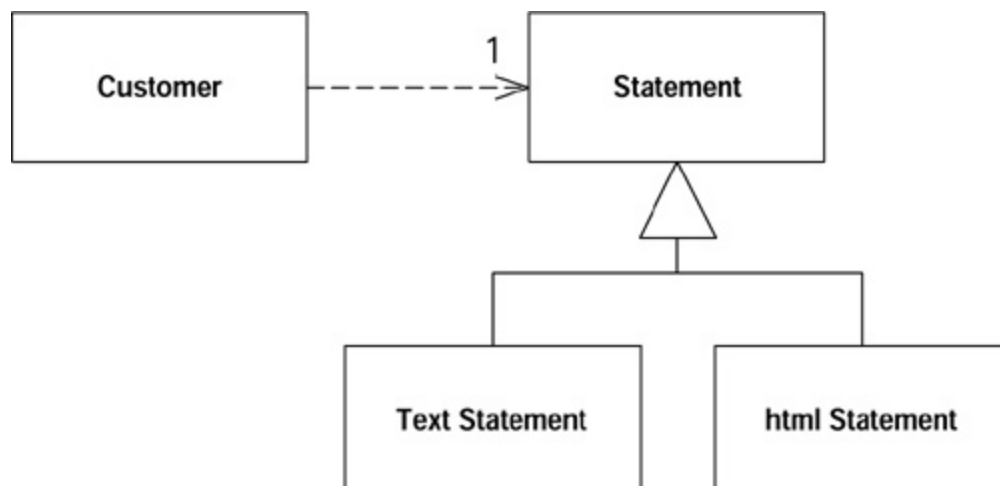 1
Customer
Statement
Text Statement
html Statement